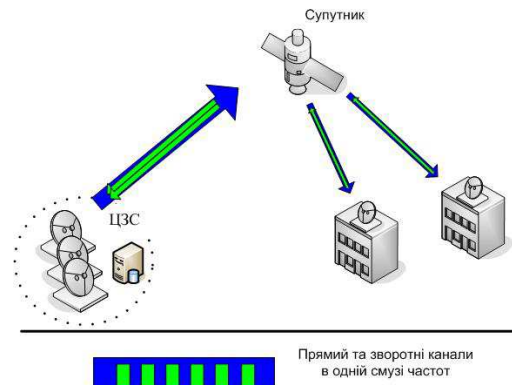 Супутник
ЦЗС
Прямий та зворотні канали
в одній смузі частот